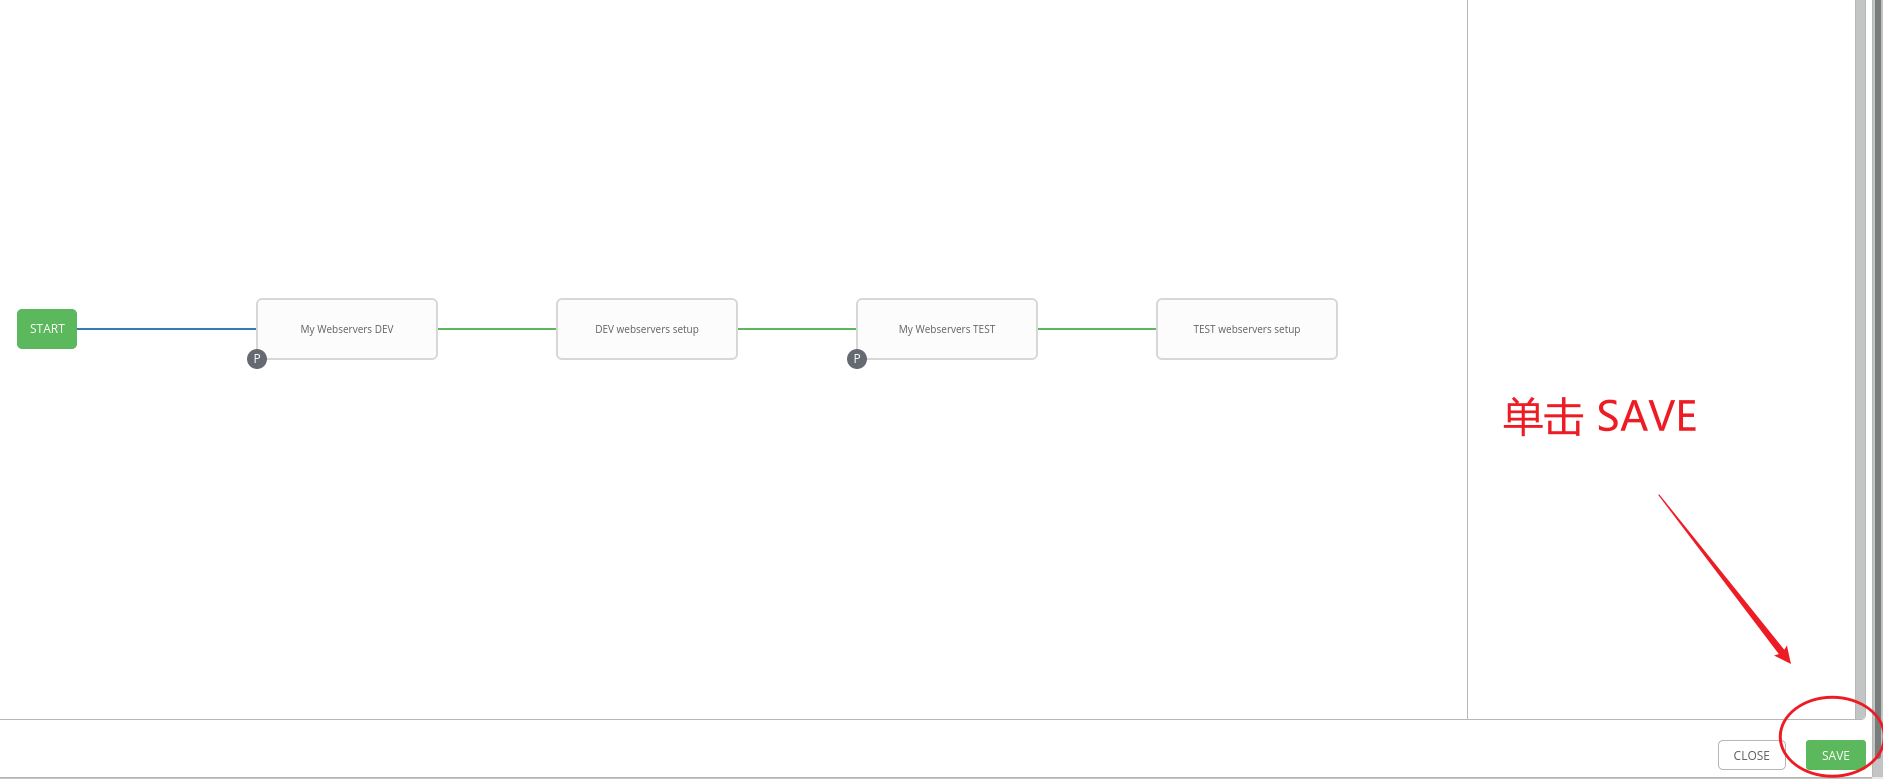 START
My Webservers DEV
P
DEV webservers setup
My Webservers TEST
P
TEST webservers setup
单击 SAVE
CLOSE
SAVE